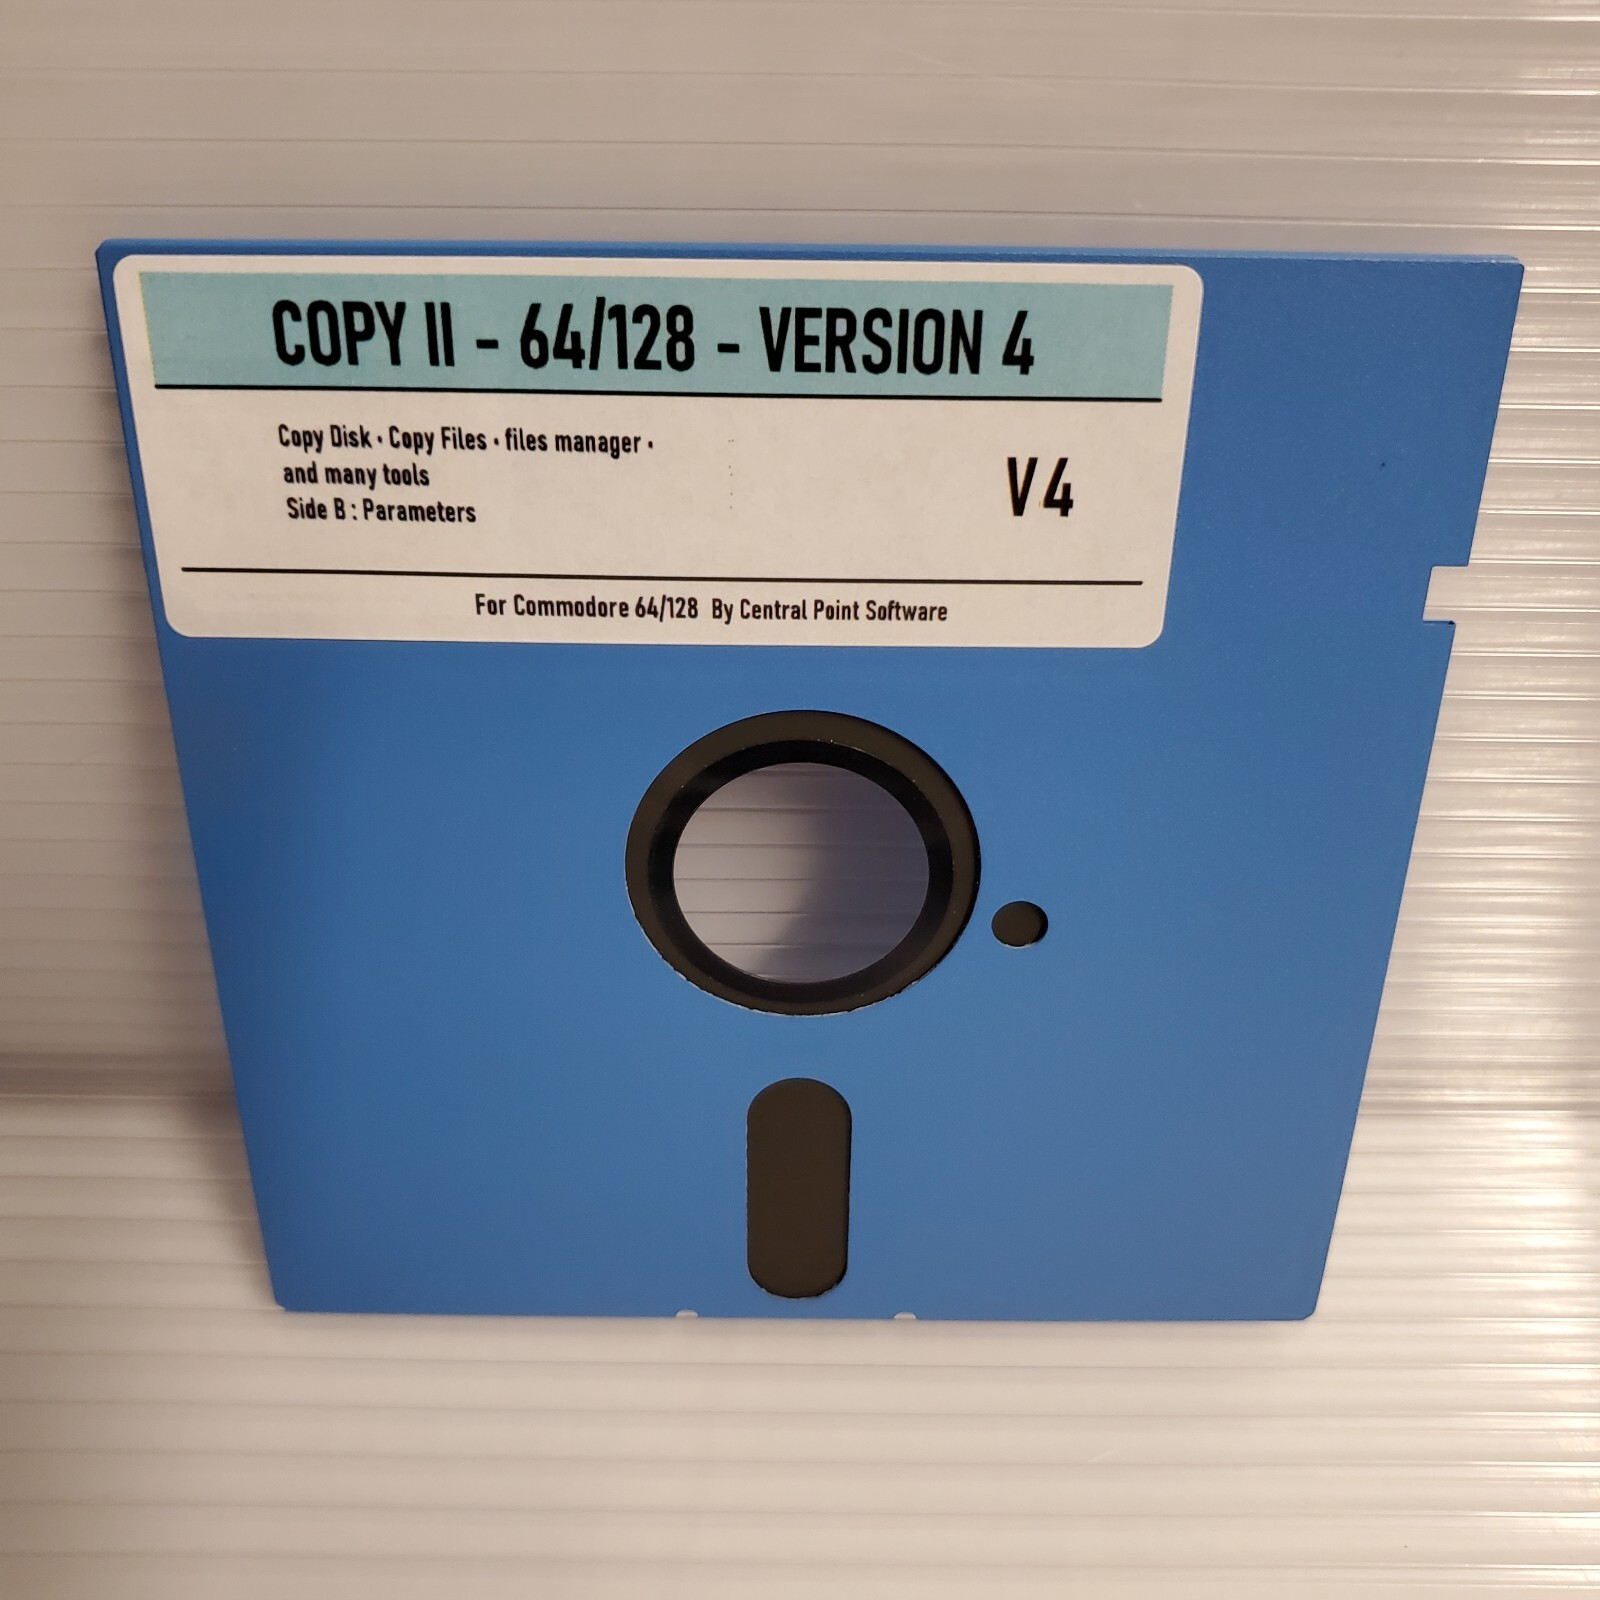 COPY II - 64/128 - VERSION 4
Copy Disk · Copy Files · files manager ·
and many tools
Side B : Parameters
V4
For Commodore 64/128 By Central Point Software